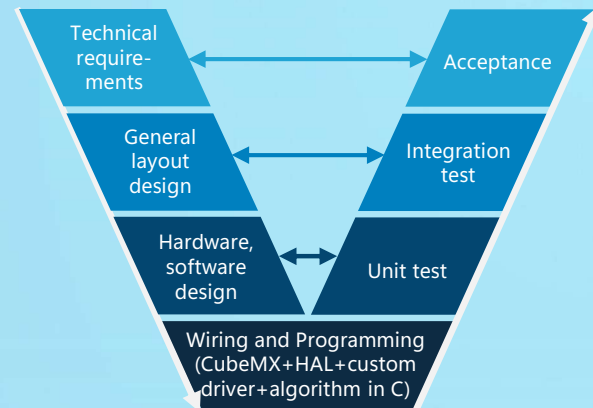 Technical
require-
ments
Acceptance
General
layout
design
Integration
test
Hardware,
software
design
Unit test
Wiring and Programming
(CubeMX+HAL+custom
driver+algorithm in C)